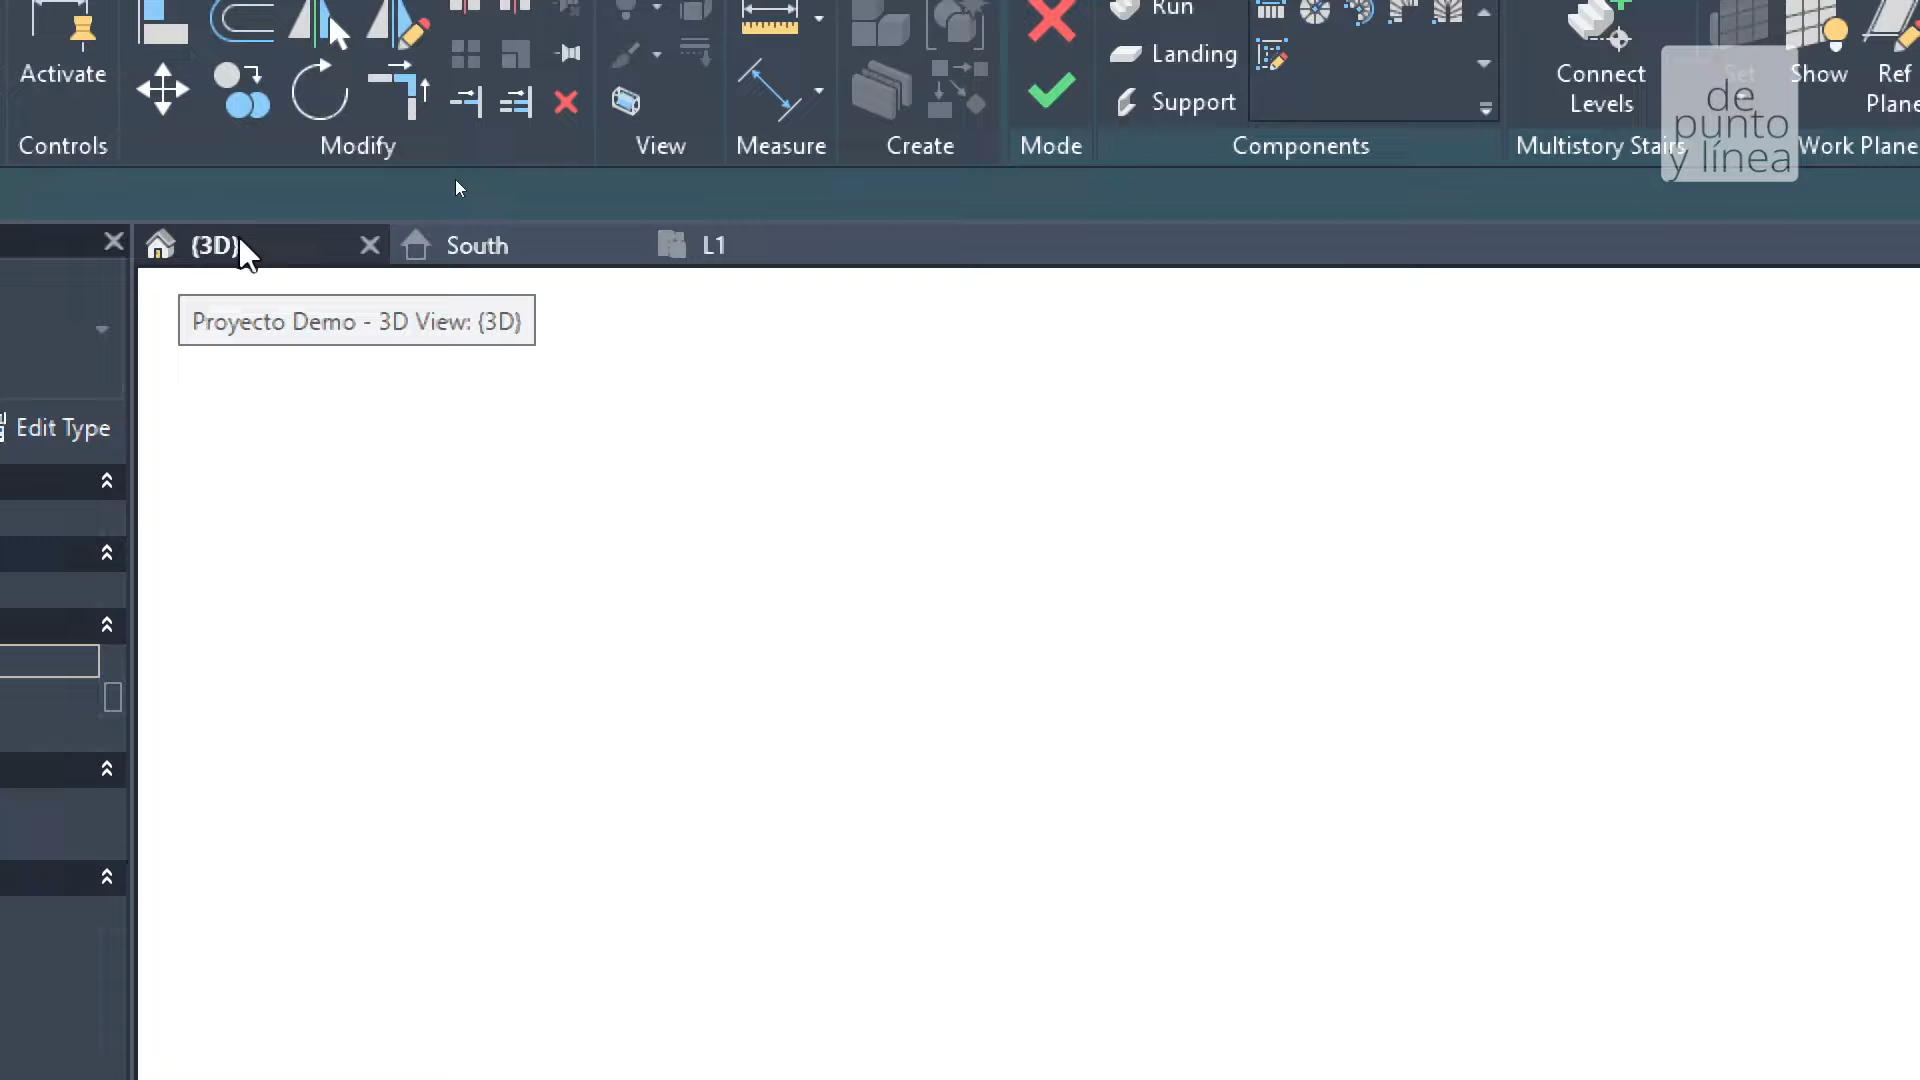 Run
Activate
Landing
Support
Connect
Levels
Set
Show
Ref
Plane
Controls
Modify
View
Measure
Create
Mode
Components
Multistory Stairs
Work Plane
de
punto
y línea
{3D}
South
L1
Proyecto Demo - 3D View: {3D}
Edit Type